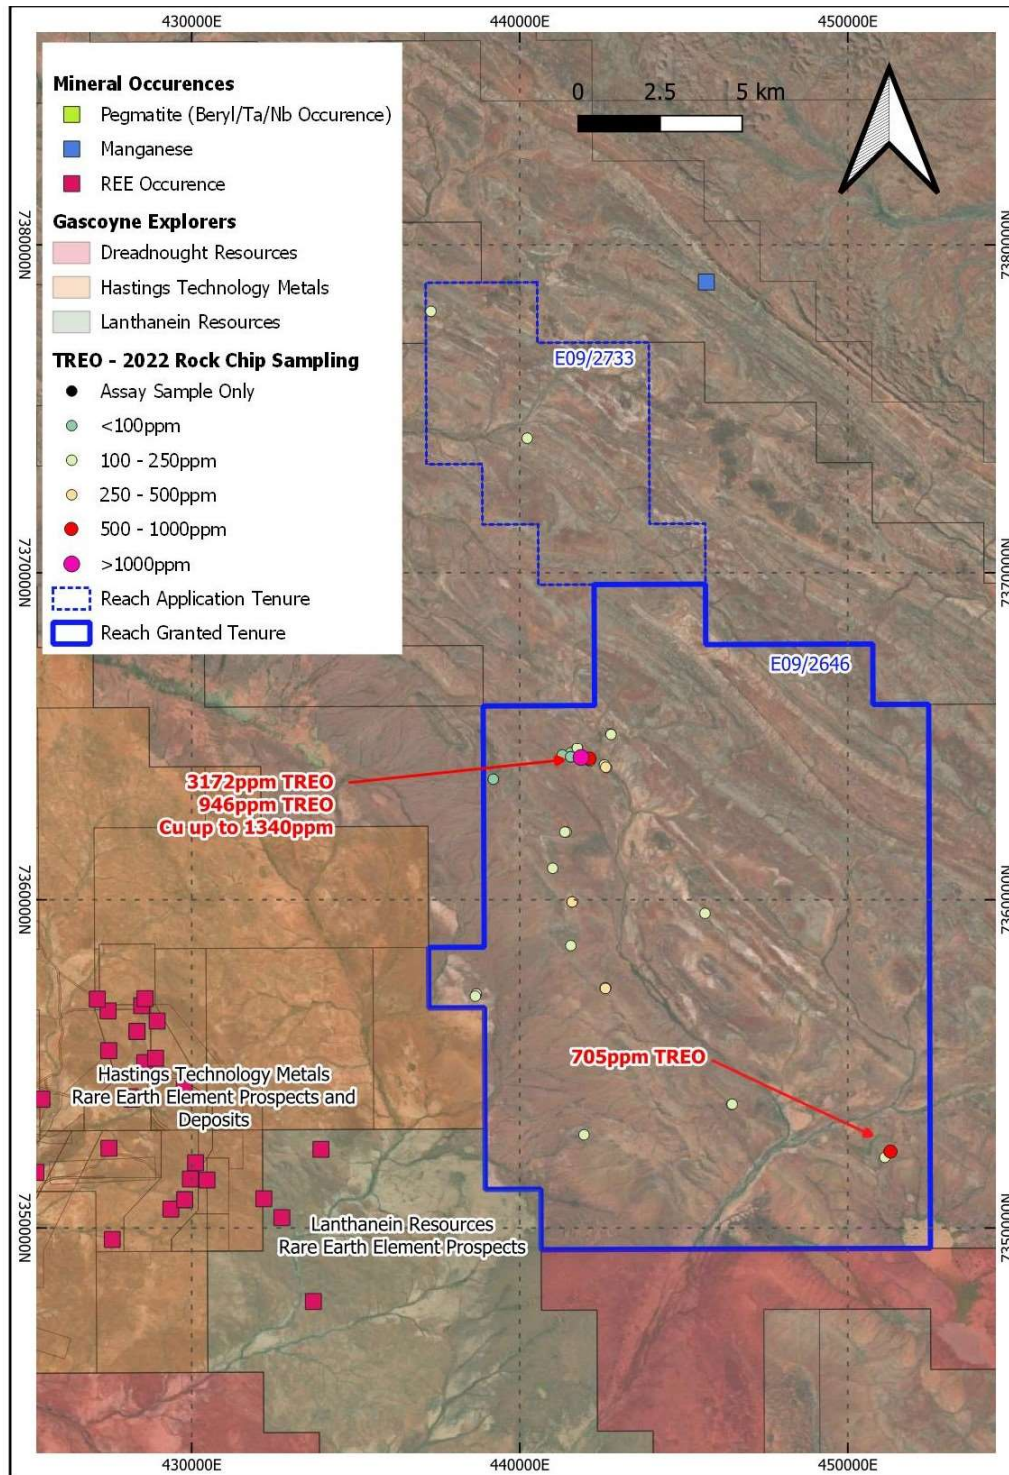 430000E 440000E 450000E
Mineral Occurences
Pegmatite (Beryl/Ta/Nb Occurence)
Manganese
REE Occurence
Gascoyne Explorers
Dreadnought Resources
Hastings Technology Metals
Lanthanein Resources
TREO - 2022 Rock Chip Sampling
Assay Sample Only
<100ppm
100 - 250ppm
250 - 500ppm
500 - 1000ppm
>1000ppm
Reach Application Tenure
Reach Granted Tenure
0 2.5 5 km
7380000N 7380000N
E09/2733
7370000N 7370000N
E09/2646
3172ppm TREO
946ppm TREO
Cu up to 1340ppm
7360000N 7360000N
705ppm TREO
Hastings Technology Metals
Rare Earth Element Prospects and
Deposits
Lanthanein Resources
Rare Earth Element Prospects
7350000N 7350000N
430000E 440000E 450000E